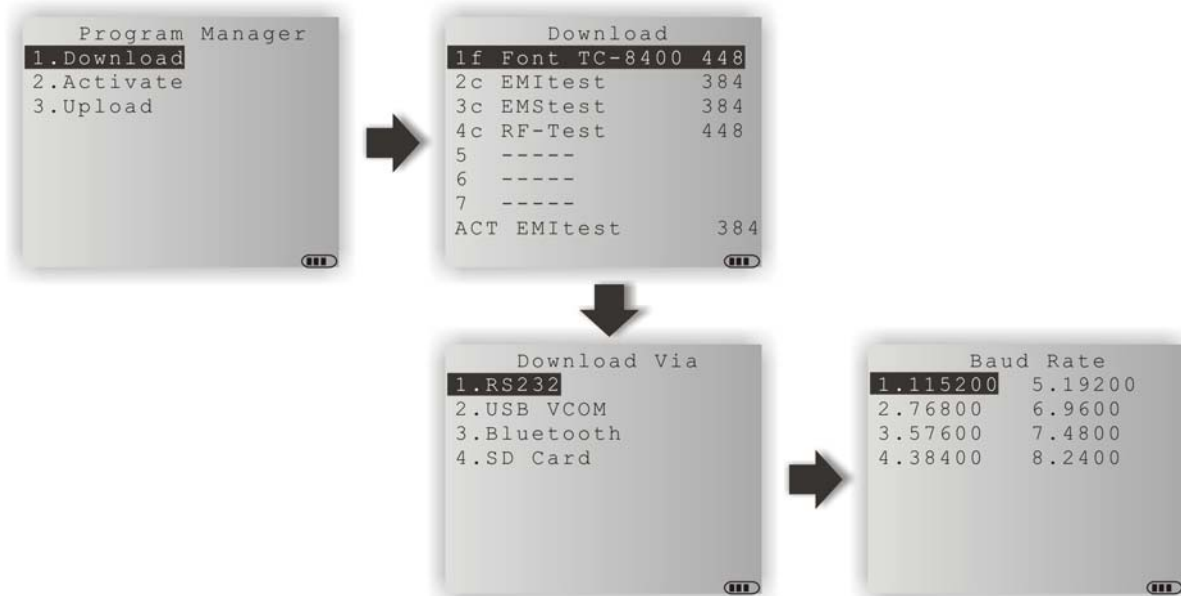 Program Manager
1.Download
2.Activate
3.Upload
Download
1f Font TC-8400 448
2c EMItest 384
3c EMStest 384
4c RF-Test 448
5 -----
6 -----
7 -----
ACT EMItest 384
Download Via
1.RS232
2.USB VCOM
3.Bluetooth
4.SD Card
Baud Rate
1.115200 5.19200
2.76800 6.9600
3.57600 7.4800
4.38400 8.2400